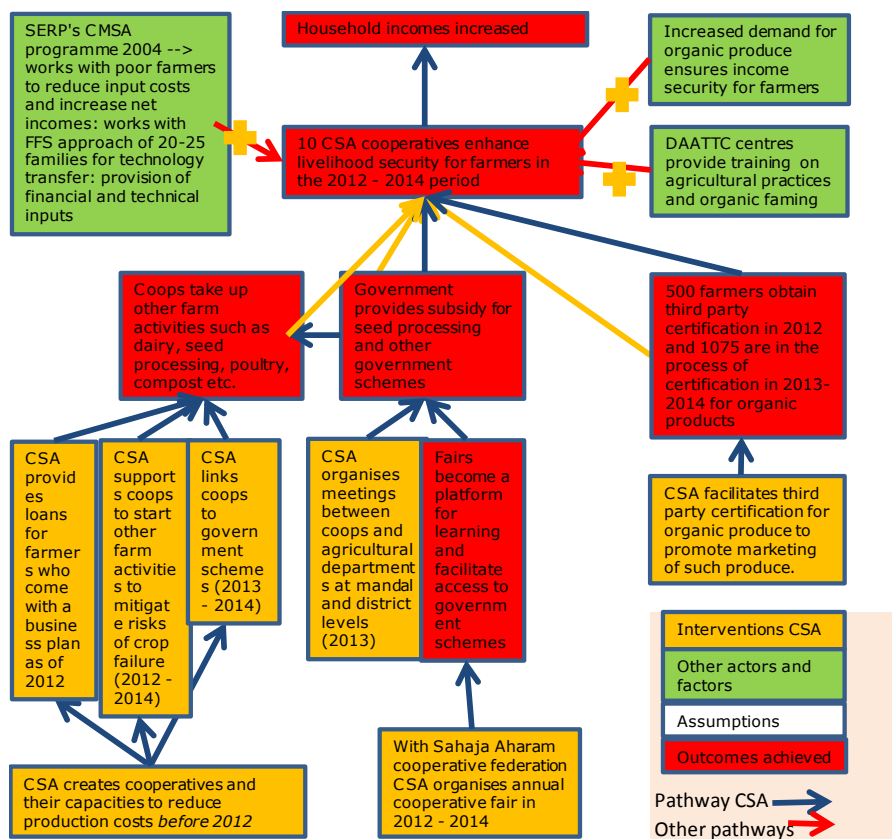 SERP's CMSA
programme 2004 -->
works with poor farmers
to reduce input costs
and increase net
incomes: works with
FFS approach of 20-25
families for technology
transfer: provision of
financial and technical
inputs
Household incomes increased
Increased demand for
organic produce
ensures income
security for farmers
10 CSA cooperatives enhance
livelihood security for farmers in
the 2012 - 2014 period
DAATTC centres
provide training on
agricultural practices
and organic faming
Coops take up
other farm
activities such as
dairy, seed
processing, poultry,
compost etc.
Government
provides subsidy for
seed processing
and other
government
schemes
500 farmers obtain
third party
certification in 2012
and 1075 are in the
process of
certification in 2013-
2014 for organic
products
CSA
provid
es
loans
for
farmer
s who
come
with a
busine
ss plan
as of
2012
CSA
support
s coops
to start
other
farm
activitie
s to
mitigat
e risks
of crop
failure
(2012 -
2014)
CSA
links
coops
to
govern
ment
scheme
s (2013
- 2014)
CSA
organises
meetings
between
coops and
agricultural
department
s at mandal
and district
levels
(2013)
Fairs
become a
platform
for
learning
and
facilitate
access to
governm
ent
schemes
CSA facilitates third
party certification for
organic produce to
promote marketing
of such produce.
CSA creates cooperatives and
their capacities to reduce
production costs before 2012
With Sahaja Aharam
cooperative federation
CSA organises annual
cooperative fair in
2012 - 2014
Interventions CSA
Other actors and
factors
Assumptions
Outcomes achieved
Pathway CSA
Other pathways